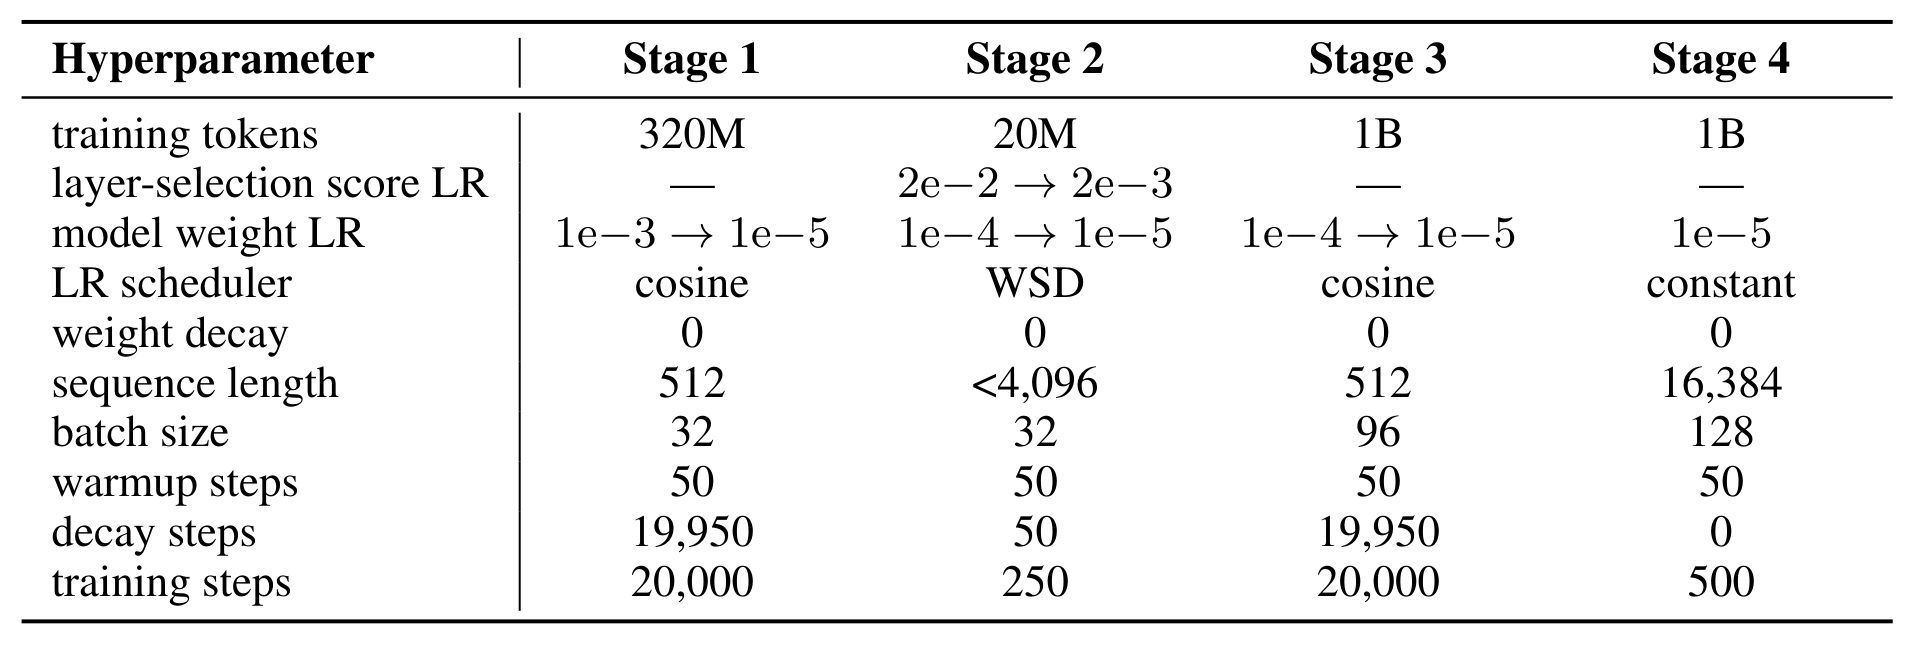 Hyperparameter Stage 1 Stage 2 Stage 3 Stage 4
training tokens 320M 20M 1B 1B
layer-selection score LR — 2e−2 → 2e−3 — —
model weight LR 1e−3 → 1e−5 1e−4 → 1e−5 1e−4 → 1e−5 1e−5
LR scheduler cosine WSD cosine constant
weight decay 0 0 0 0
sequence length 512 <4,096 512 16,384
batch size 32 32 96 128
warmup steps 50 50 50 50
decay steps 19,950 50 19,950 0
training steps 20,000 250 20,000 500